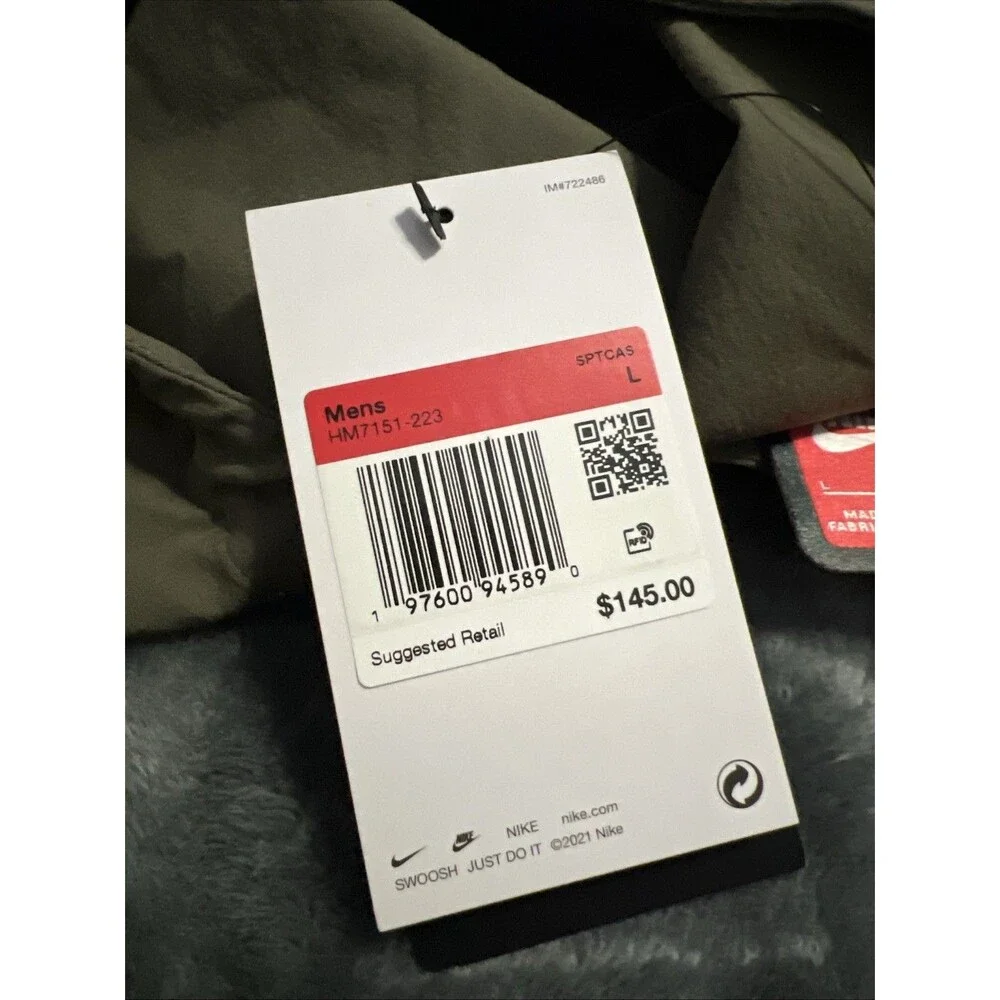 IM#722486
SPTCAS
Mens L
HM7151-223
RFID
1 97600 94589 0
Suggested Retail $145.00
NIKE
NIKE nike.com
SWOOSH JUST DO IT ©2021 Nike
L